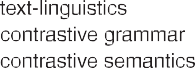 text-linguistics
contrastive grammar
contrastive semantics